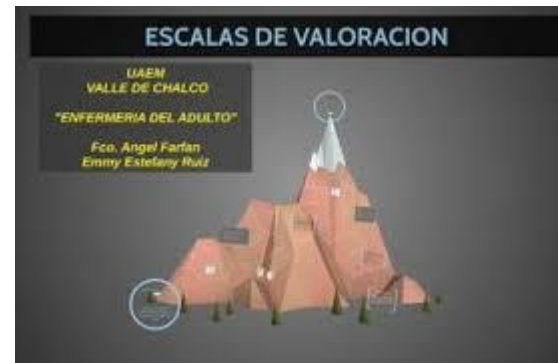 ESCALAS DE VALORACION
UAEM
VALLE DE CHALCO
"ENFERMERIA DEL ADULTO"
Fco. Angel Farfan
Emmy Estefany Ruiz